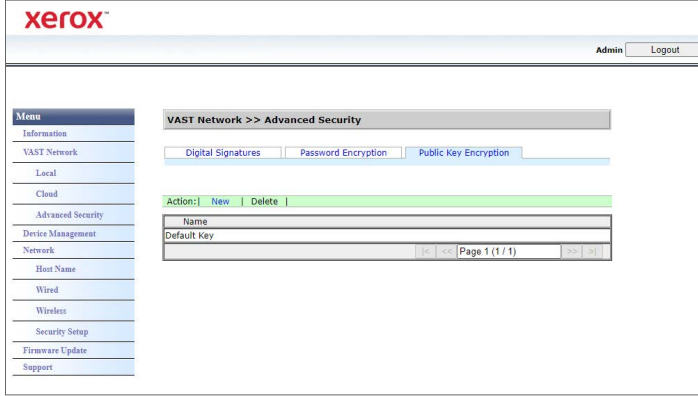 xerox™
Admin Logout
Menu
Information
VAST Network
Local
Cloud
Advanced Security
Device Management
Network
Host Name
Wired
Wireless
Security Setup
Firmware Update
Support
VAST Network >> Advanced Security
Digital Signatures Password Encryption Public Key Encryption
Action:| New | Delete |
Name
Default Key
|< << Page 1 (1 / 1) >> >|